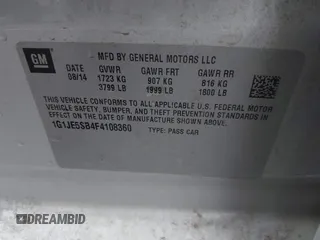 GM
MFD BY GENERAL MOTORS LLC
DATE GVWR GAWR FRT GAWR RR
08/14 1723 KG 907 KG 816 KG
3799 LB 1999 LB 1800 LB
THIS VEHICLE CONFORMS TO ALL APPLICABLE U.S. FEDERAL MOTOR
VEHICLE SAFETY, BUMPER, AND THEFT PREVENTION STANDARDS IN
EFFECT ON THE DATE OF MANUFACTURE SHOWN ABOVE.
1G1JE5SB4F4108360 TYPE: PASS CAR
DREAMBID